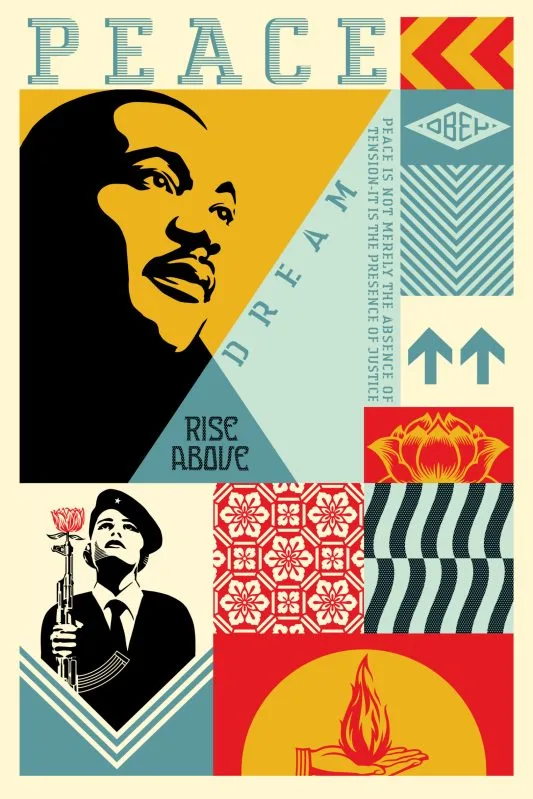 PEACE
OBEY
PEACE IS NOT MERELY THE ABSENCE OF
TENSION-IT IS THE PRESENCE OF JUSTICE
DREAM
RISE
ABOVE